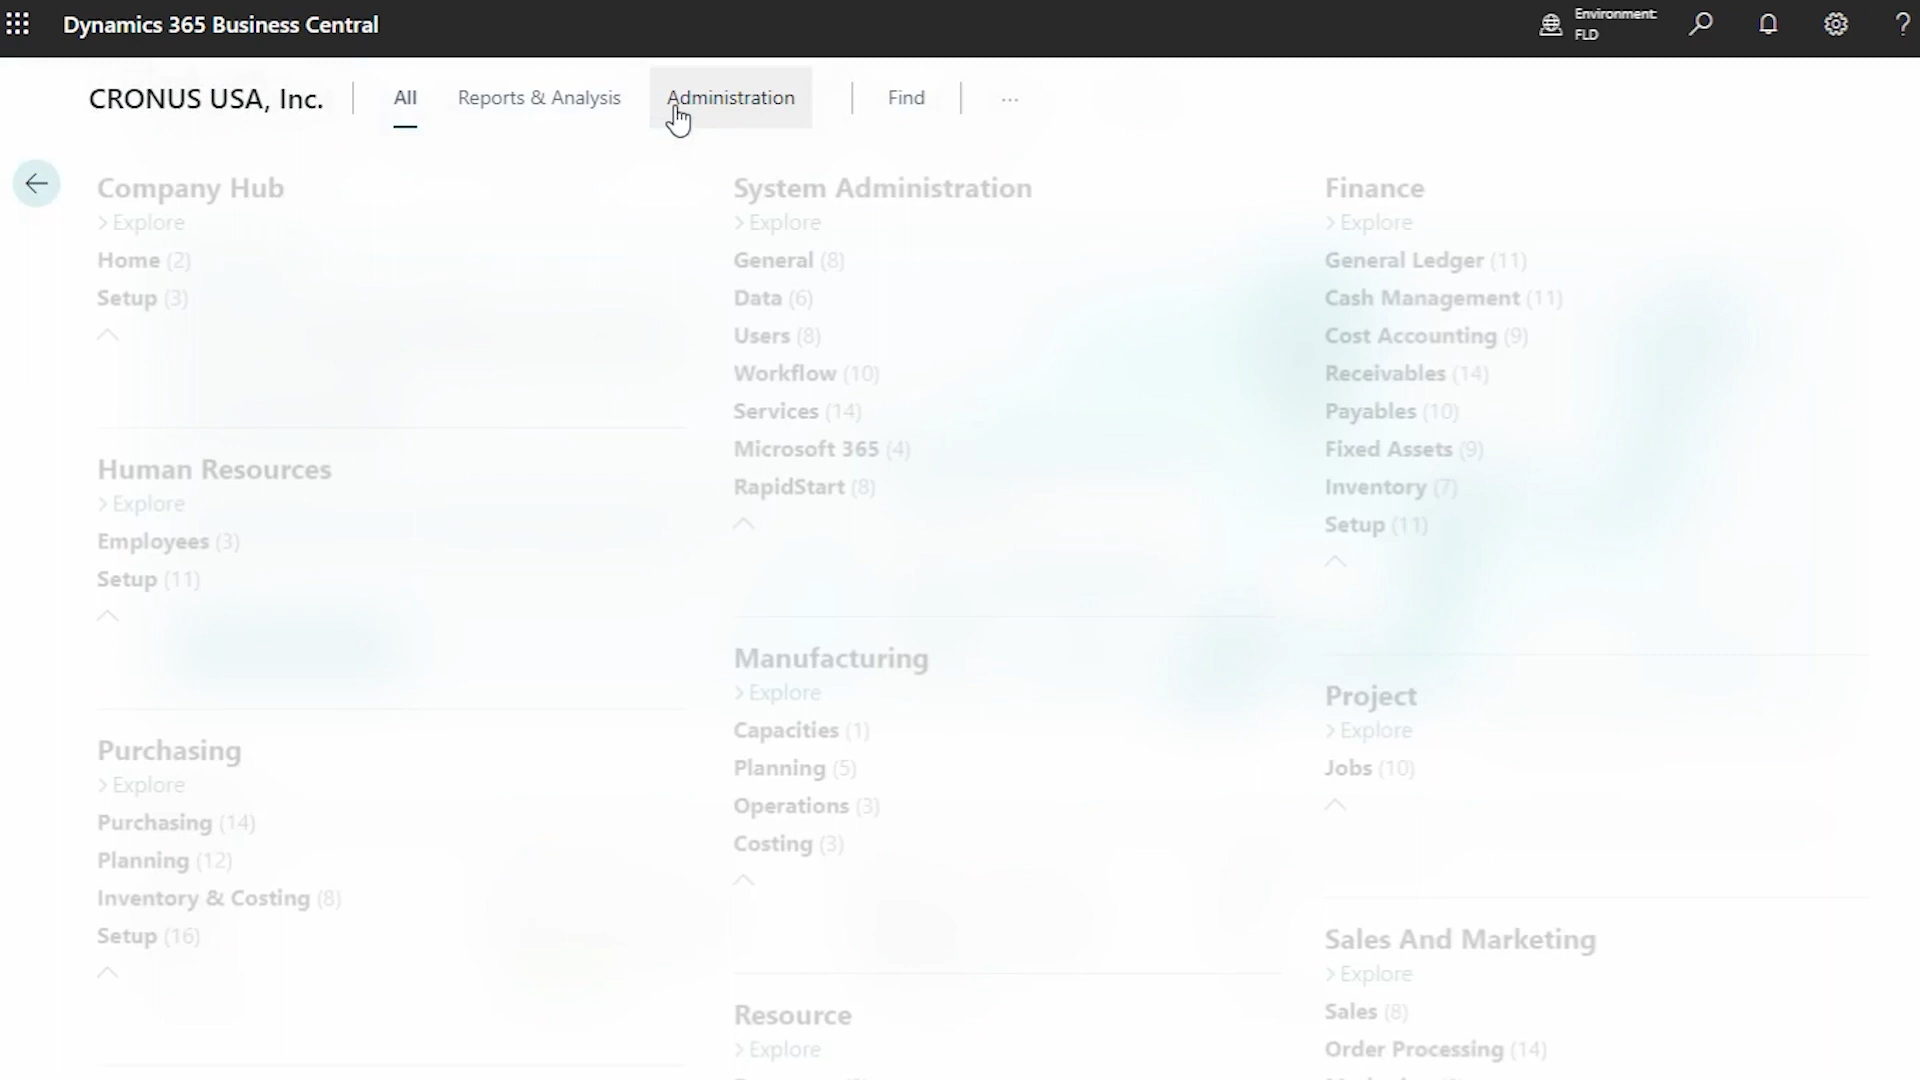 Dynamics 365 Business Central
Environment:
FLD
?
CRONUS USA, Inc.
All
Reports & Analysis
Administration
Find
...
Company Hub
> Explore
Home (2)
Setup (3)
Human Resources
> Explore
Employees (3)
Setup (11)
Purchasing
> Explore
Purchasing (14)
Planning (12)
Inventory & Costing (8)
Setup (16)
System Administration
> Explore
General (8)
Data (6)
Users (8)
Workflow (10)
Services (14)
Microsoft 365 (4)
RapidStart (8)
Manufacturing
> Explore
Capacities (1)
Planning (5)
Operations (3)
Costing (3)
Resource
> Explore
Finance
> Explore
General Ledger (11)
Cash Management (11)
Cost Accounting (9)
Receivables (14)
Payables (10)
Fixed Assets (9)
Inventory (7)
Setup (11)
Project
> Explore
Jobs (10)
Sales And Marketing
> Explore
Sales (8)
Order Processing (14)